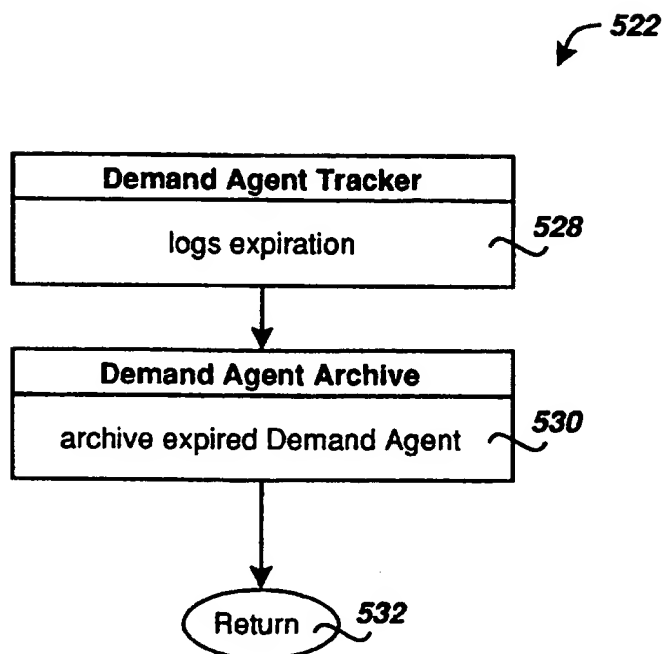 522
Demand Agent Tracker
logs expiration
528
Demand Agent Archive
archive expired Demand Agent
530
Return
532